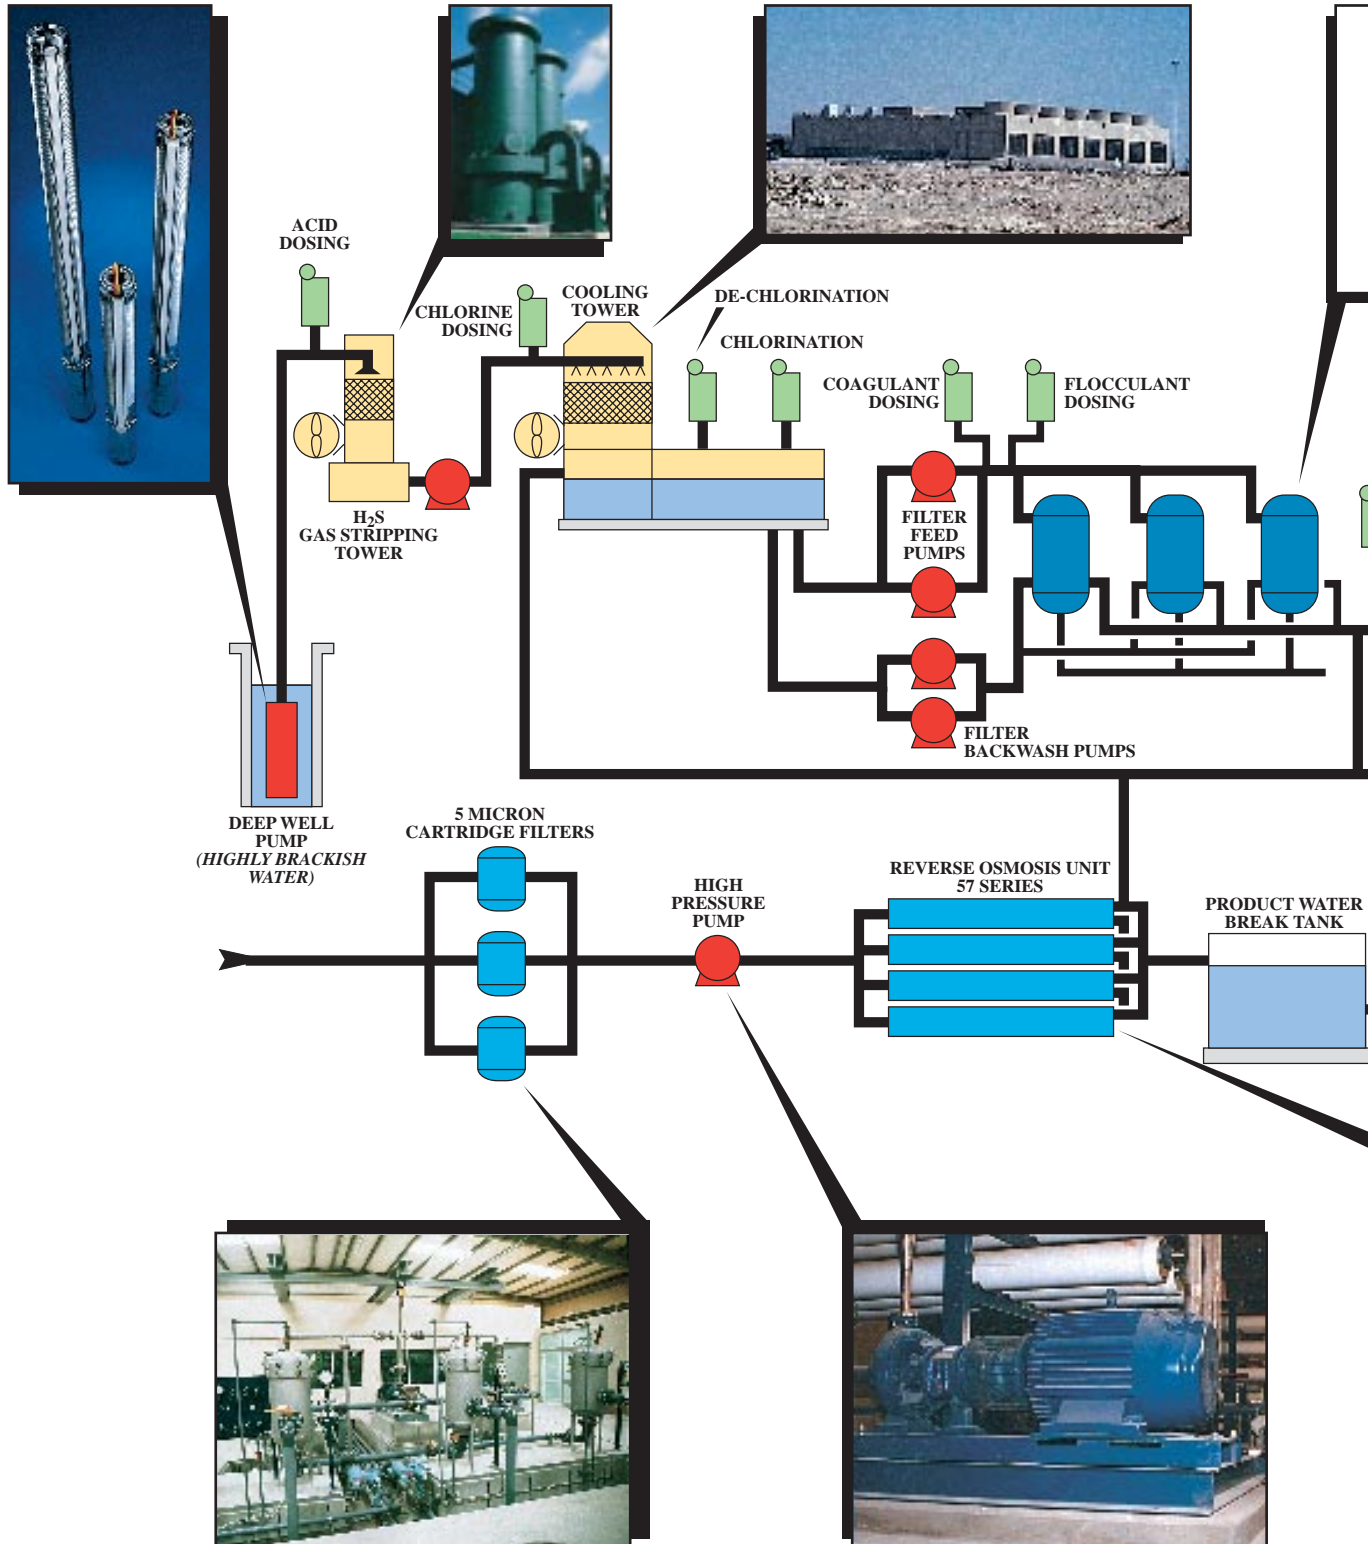 ACID
DOSING
CHLORINE
DOSING
COOLING
TOWER
DE-CHLORINATION
CHLORINATION
COAGULANT
DOSING
FLOCCULANT
DOSING
H₂S
GAS STRIPPING
TOWER
FILTER
FEED
PUMPS
FILTER
BACKWASH PUMPS
DEEP WELL
PUMP
(HIGHLY BRACKISH
WATER)
5 MICRON
CARTRIDGE FILTERS
HIGH
PRESSURE
PUMP
REVERSE OSMOSIS UNIT
57 SERIES
PRODUCT WATER
BREAK TANK